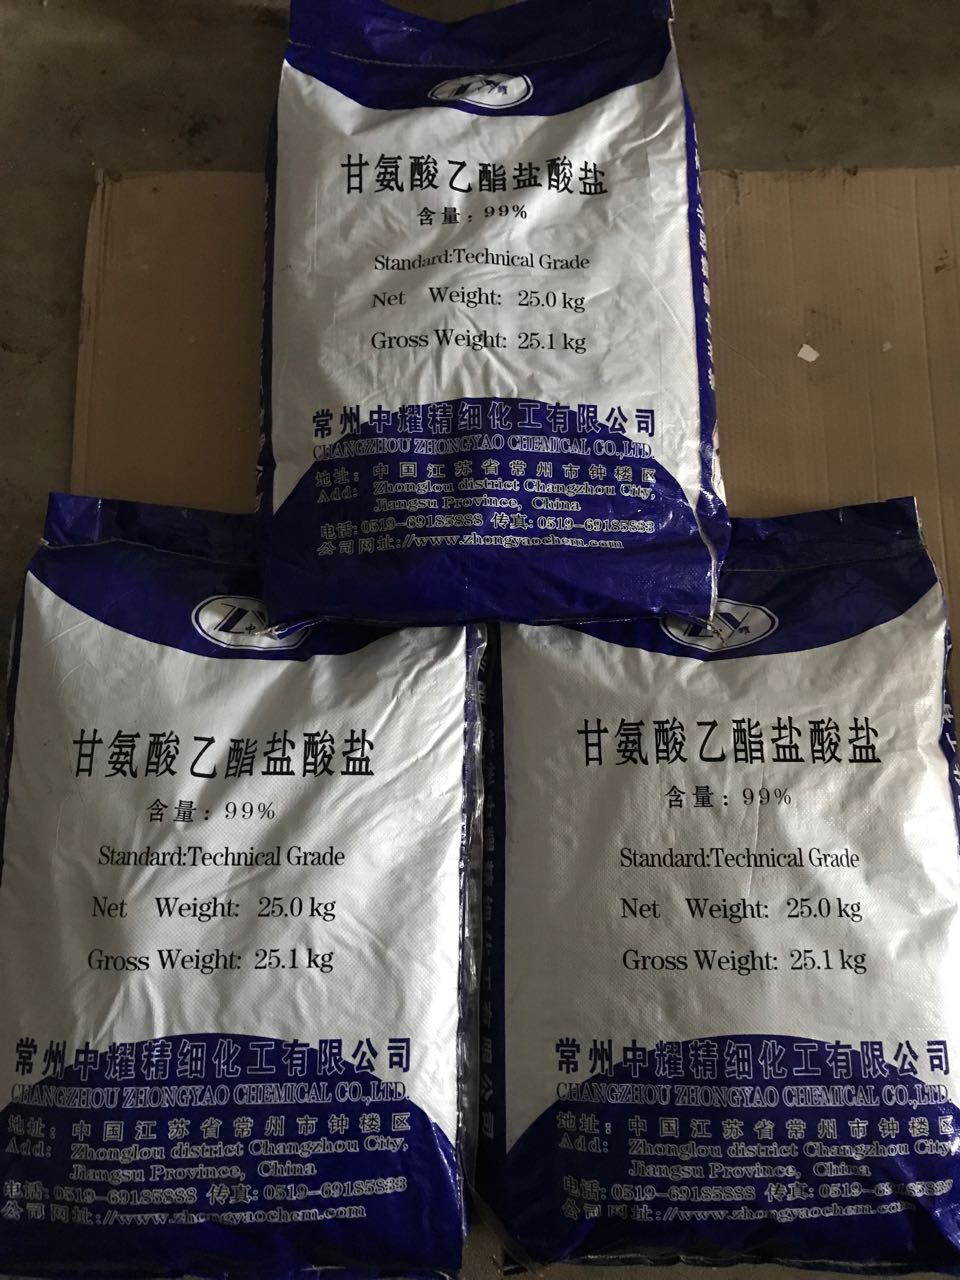 甘氨酸乙酯盐酸盐
含量：99%
Standard:Technical Grade
Net Weight: 25.0 kg
Gross Weight: 25.1 kg
常州中耀精细化工有限公司
CHANGZHOU ZHONGYAO CHEMICAL CO.,LTD.
地址：中国江苏省常州市钟楼区
Add: Zhonglou district Changzhou City,
Jiangsu Province, China
电话: 0519-69185888 传真: 0519-69185833
公司网址://www.zhongyaochem.com
ZY
中
甘氨酸乙酯盐酸盐
含量：99%
Standard:Technical Grade
Net Weight: 25.0 kg
Gross Weight: 25.1 kg
常州中耀精细化工有限公司
CHANGZHOU ZHONGYAO CHEMICAL CO.,LTD.
地址：中国江苏省常州市钟楼区
Add: Zhonglou district Changzhou City,
Jiangsu Province, China
电话: 0519-69185888 传真: 0519-69185833
公司网址://www.zhongyaochem.com
甘氨酸乙酯盐酸盐
含量：99%
Standard:Technical Grade
Net Weight: 25.0 kg
Gross Weight: 25.1 kg
常州中耀精细化工有限公司
CHANGZHOU ZHONGYAO CHEMICAL CO.,LTD.
地址：中国江苏省常州市钟楼区
Add: Zhonglou district Changzhou City,
Jiangsu Province, China
电话: 0519-69185888 传真:
公司网址://www.zhongyaochem.com